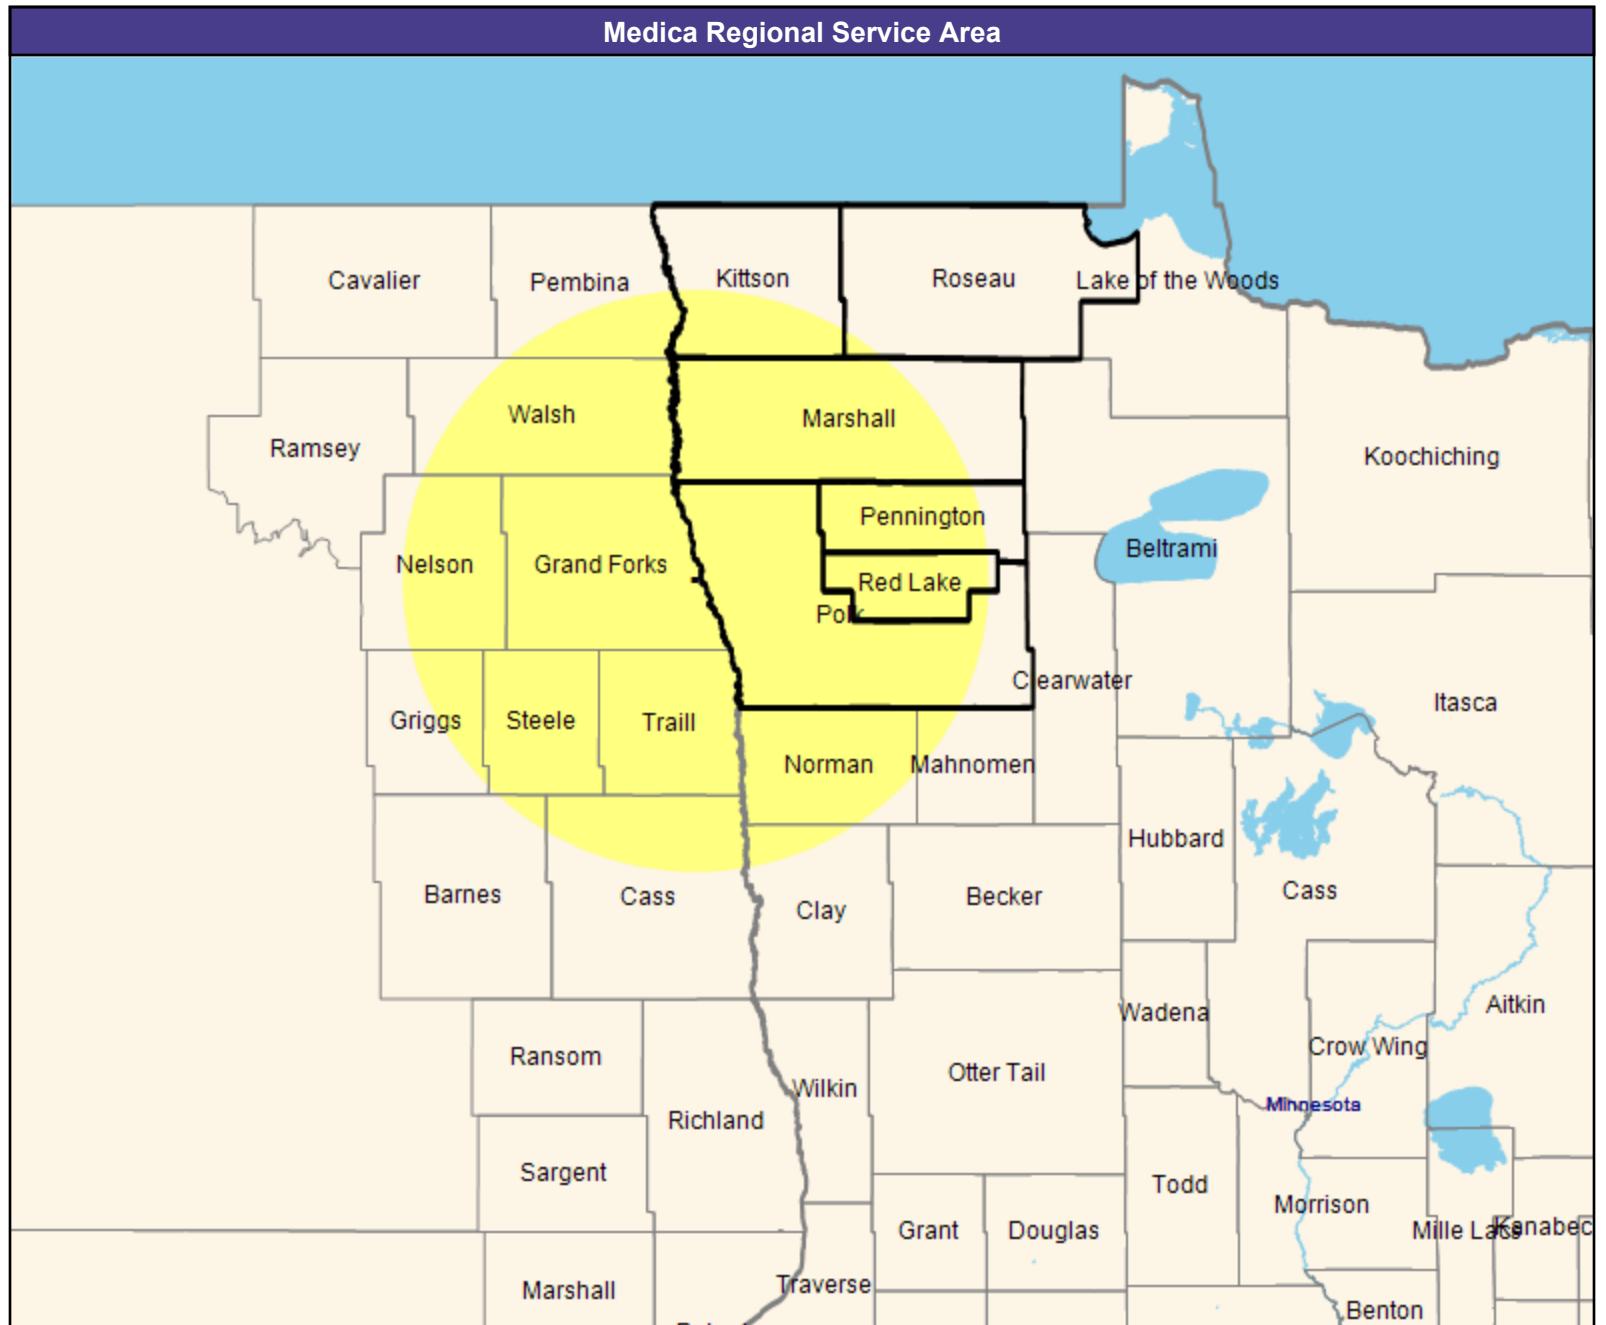 Medica Regional Service Area
Cavalier
Pembina
Kittson
Roseau
Lake of the Woods
Walsh
Marshall
Ramsey
Koochiching
Pennington
Nelson
Grand Forks
Beltrami
Red Lake
Polk
Clearwater
Griggs
Steele
Traill
Itasca
Norman
Mahnomen
Hubbard
Barnes
Cass
Clay
Becker
Cass
Wadena
Aitkin
Ransom
Crow Wing
Otter Tail
Wilkin
Minnesota
Richland
Sargent
Todd
Morrison
Grant
Douglas
Mille Lacs
Kanabec
Marshall
Traverse
Benton